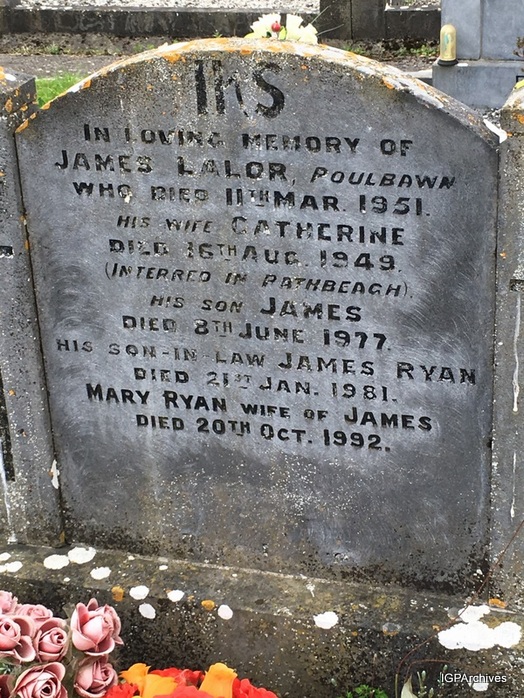 IHS
IN LOVING MEMORY OF
JAMES LALOR, POULBAWN
WHO DIED 11TH MAR. 1951.
HIS WIFE CATHERINE
DIED 16TH AUG. 1949.
(INTERRED IN RATHBEAGH).
HIS SON JAMES
DIED 8TH JUNE 1977.
HIS SON-IN-LAW JAMES RYAN
DIED 21ST JAN. 1981.
MARY RYAN WIFE OF JAMES
DIED 20TH OCT. 1992.
IGPArchives